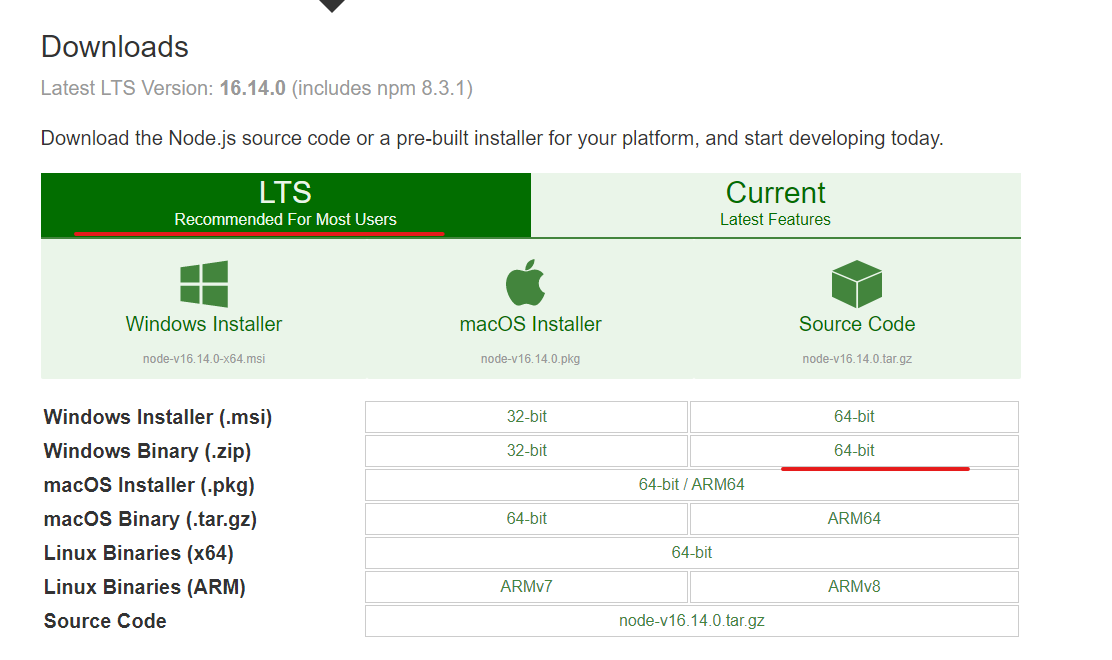 Downloads
Latest LTS Version: 16.14.0 (includes npm 8.3.1)
Download the Node.js source code or a pre-built installer for your platform, and start developing today.
LTS
Recommended For Most Users
Current
Latest Features
Windows Installer
node-v16.14.0-x64.msi
macOS Installer
node-v16.14.0.pkg
Source Code
node-v16.14.0.tar.gz
Windows Installer (.msi) 32-bit 64-bit
Windows Binary (.zip) 32-bit 64-bit
macOS Installer (.pkg) 64-bit / ARM64
macOS Binary (.tar.gz) 64-bit ARM64
Linux Binaries (x64) 64-bit
Linux Binaries (ARM) ARMv7 ARMv8
Source Code node-v16.14.0.tar.gz